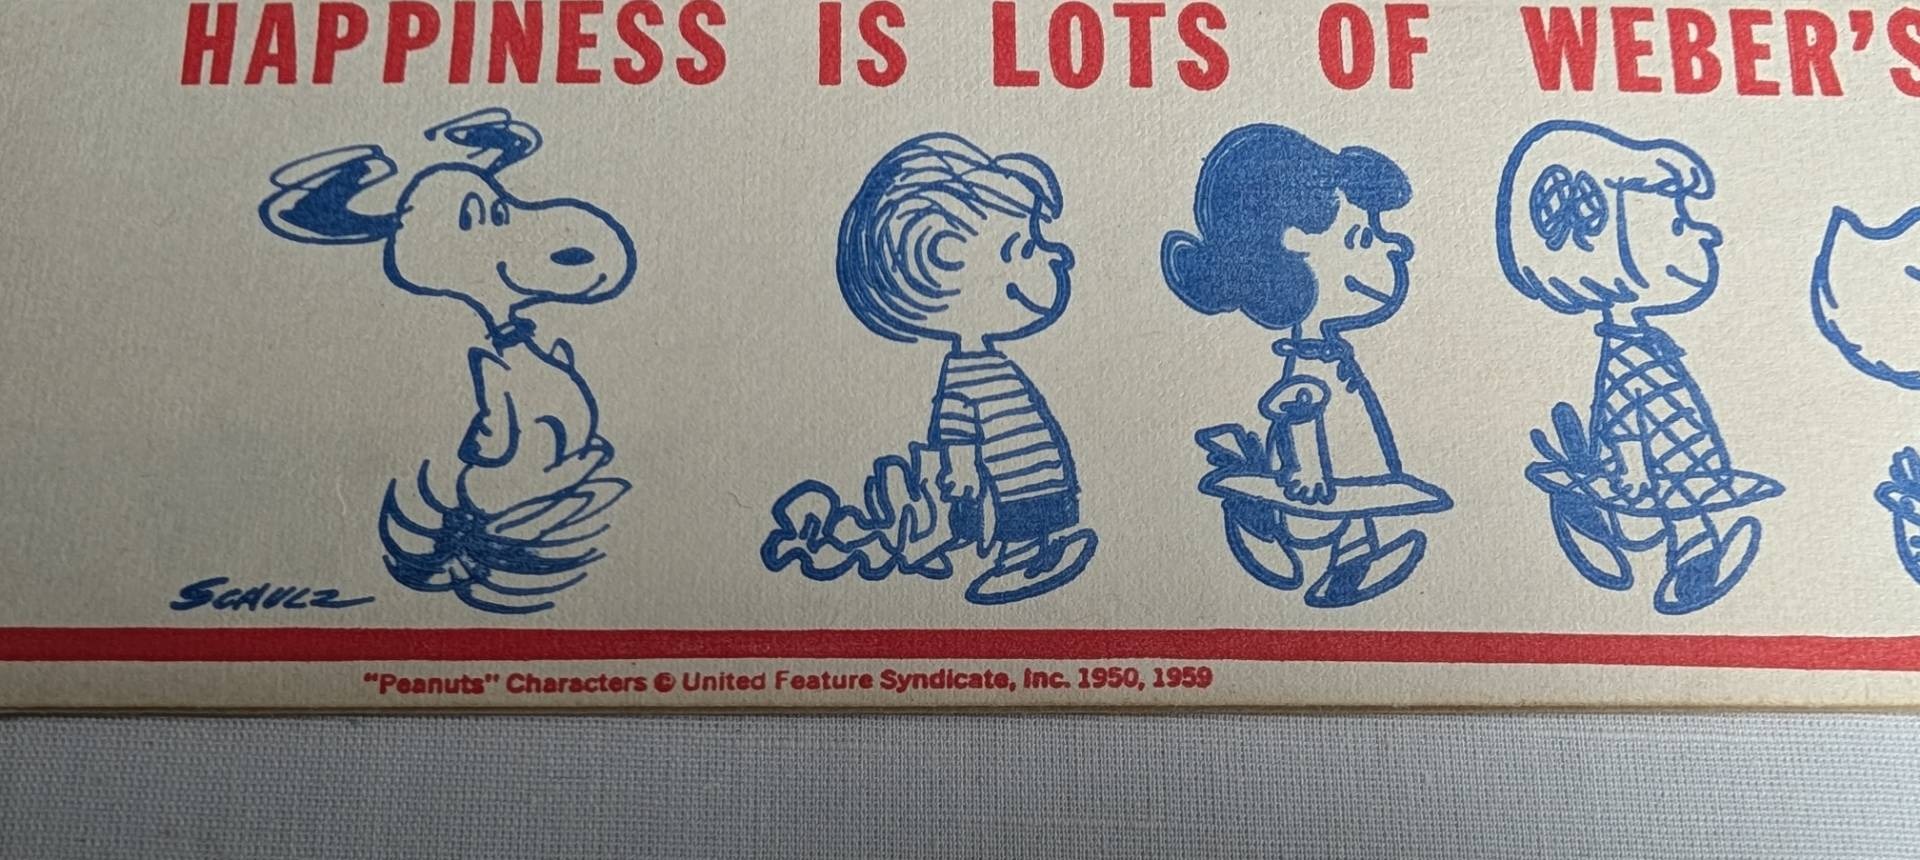 HAPPINESS IS LOTS OF WEBER'S
SCHULZ
"Peanuts" Characters © United Feature Syndicate, Inc. 1950, 1959